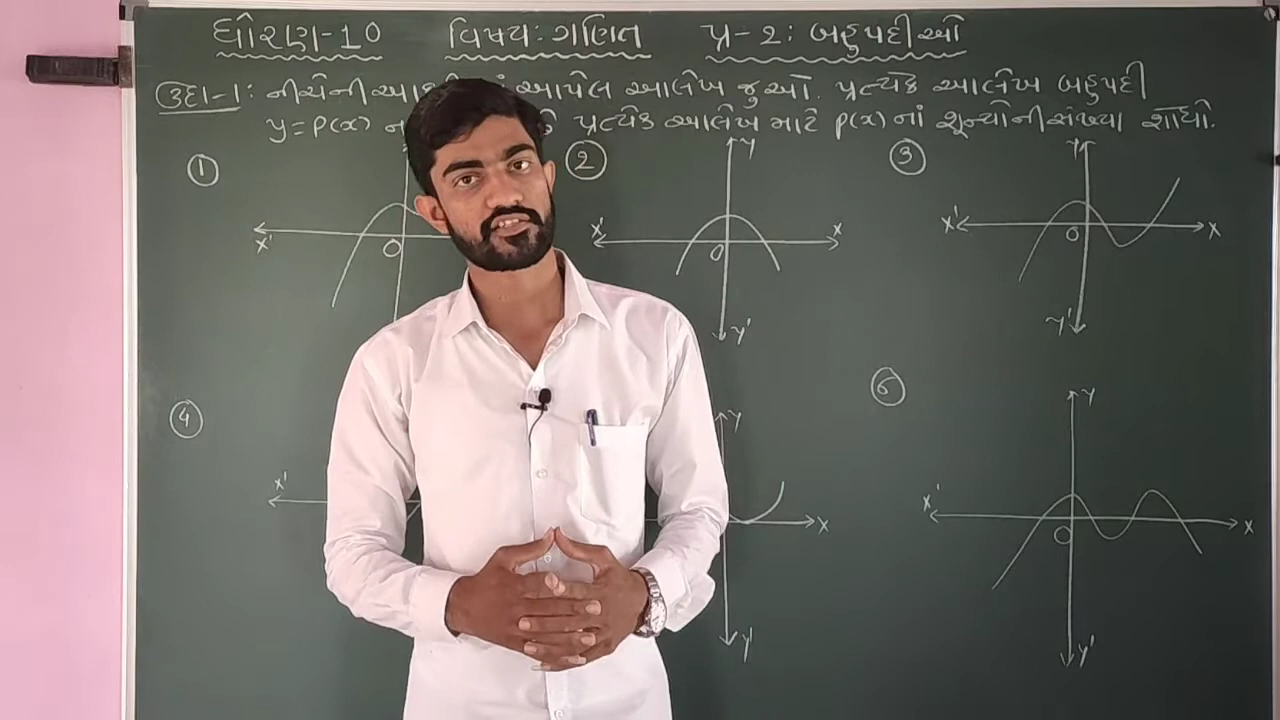 ધોરણ-10 વિષય: ગણિત પ્ર-2: બહુપદીઓ
ઉદા-1: નીચેની આપેલ આલેખ જુઓ. પ્રત્યેક આલેખ બહુપદી
y=P(x) પ્રત્યેક આલેખ માટે P(x) નાં શૂન્યોની સંખ્યા શોધો.
1 2 3
Y Y
X' X' X X' X
O O O
Y' Y'
4 6
Y Y
X' X X' X
O
Y' Y'